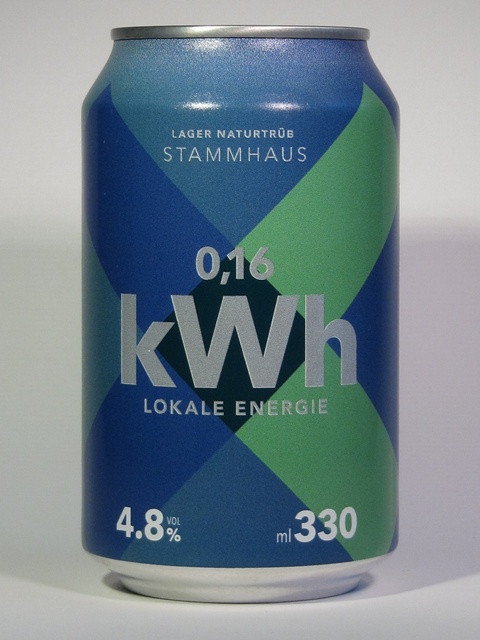 LAGER NATURTRÜB
STAMMHAUS
0,16
kWh
LOKALE ENERGIE
4.8 VOL %
ml 330